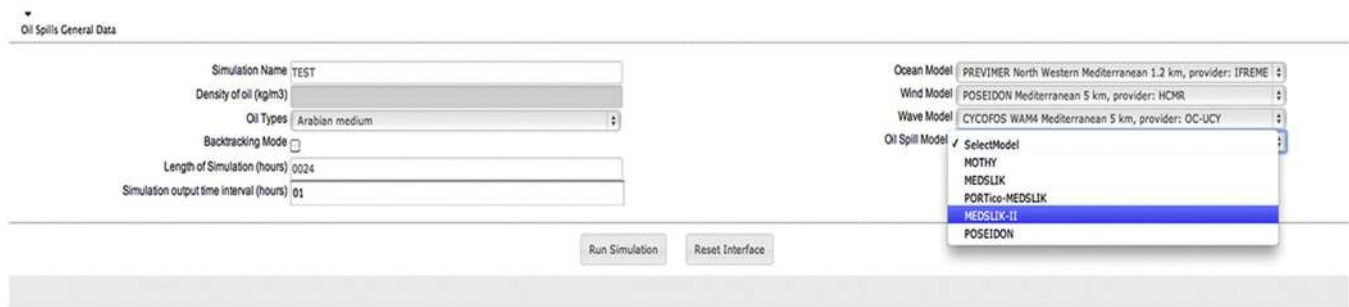 Oil Spills General Data
Simulation Name TEST
Density of oil (kg/m3)
Oil Types Arabian medium
Backtracking Mode
Length of Simulation (hours) 0024
Simulation output time interval (hours) 01
Ocean Model PREVIMER North Western Mediterranean 1.2 km, provider: IFREME
Wind Model POSEIDON Mediterranean 5 km, provider: HCMR
Wave Model CYCOFOS WAM4 Mediterranean 5 km, provider: OC-UCY
Oil Spill Model ✓ SelectModel
MOTHY
MEDSLIK
PORTico-MEDSLIK
MEDSLIK-II
POSEIDON
Run Simulation Reset Interface